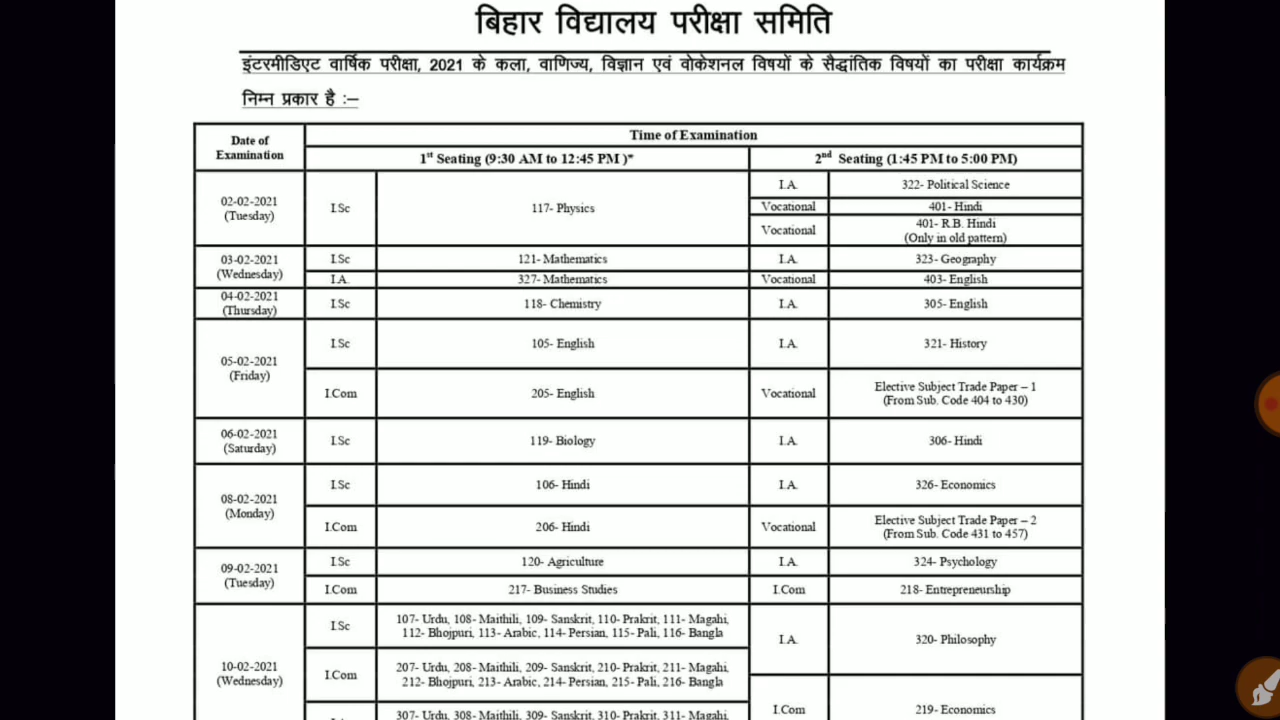 बिहार विद्यालय परीक्षा समिति
इंटरमीडिएट वार्षिक परीक्षा, 2021 के कला, वाणिज्य, विज्ञान एवं वोकेशनल विषयों के सैद्धांतिक विषयों का परीक्षा कार्यक्रम
निम्न प्रकार है :–
Date of
Examination
Time of Examination
1st Seating (9:30 AM to 12:45 PM )*
2nd Seating (1:45 PM to 5:00 PM)
02-02-2021
(Tuesday)
I.Sc
117- Physics
I.A.
322- Political Science
Vocational
401- Hindi
Vocational
401- R.B. Hindi
(Only in old pattern)
03-02-2021
(Wednesday)
I.Sc
121- Mathematics
I.A.
323- Geography
I.A.
327- Mathematics
Vocational
403- English
04-02-2021
(Thursday)
I.Sc
118- Chemistry
I.A.
305- English
05-02-2021
(Friday)
I.Sc
105- English
I.A.
321- History
I.Com
205- English
Vocational
Elective Subject Trade Paper – 1
(From Sub. Code 404 to 430)
06-02-2021
(Saturday)
I.Sc
119- Biology
I.A.
306- Hindi
08-02-2021
(Monday)
I.Sc
106- Hindi
I.A.
326- Economics
I.Com
206- Hindi
Vocational
Elective Subject Trade Paper – 2
(From Sub. Code 431 to 457)
09-02-2021
(Tuesday)
I.Sc
120- Agriculture
I.A.
324- Psychology
I.Com
217- Business Studies
I.Com
218- Entrepreneurship
10-02-2021
(Wednesday)
I.Sc
107- Urdu, 108- Maithili, 109- Sanskrit, 110- Prakrit, 111- Magahi,
112- Bhojpuri, 113- Arabic, 114- Persian, 115- Pali, 116- Bangla
I.A.
320- Philosophy
I.Com
207- Urdu, 208- Maithili, 209- Sanskrit, 210- Prakrit, 211- Magahi,
212- Bhojpuri, 213- Arabic, 214- Persian, 215- Pali, 216- Bangla
I.Com
219- Economics
307- Urdu, 308- Maithili, 309- Sanskrit, 310- Prakrit, 311- Magahi,